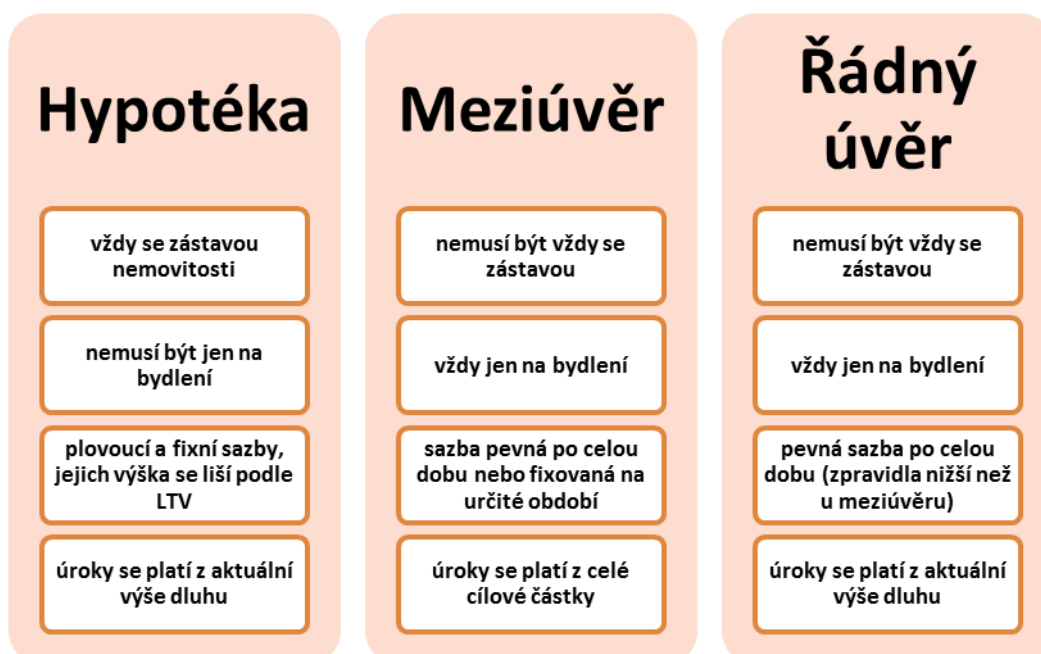 Hypotéka
vždy se zástavou
nemovitosti
nemusí být jen na
bydlení
plovoucí a fixní sazby,
jejich výška se liší podle
LTV
úroky se platí z aktuální
výše dluhu
Meziúvěr
nemusí být vždy se
zástavou
vždy jen na bydlení
sazba pevná po celou
dobu nebo fixovaná na
určité období
úroky se platí z celé
cílové částky
Řádný
úvěr
nemusí být vždy se
zástavou
vždy jen na bydlení
pevná sazba po celou
dobu (zpravidla nižší než
u meziúvěru)
úroky se platí z aktuální
výše dluhu